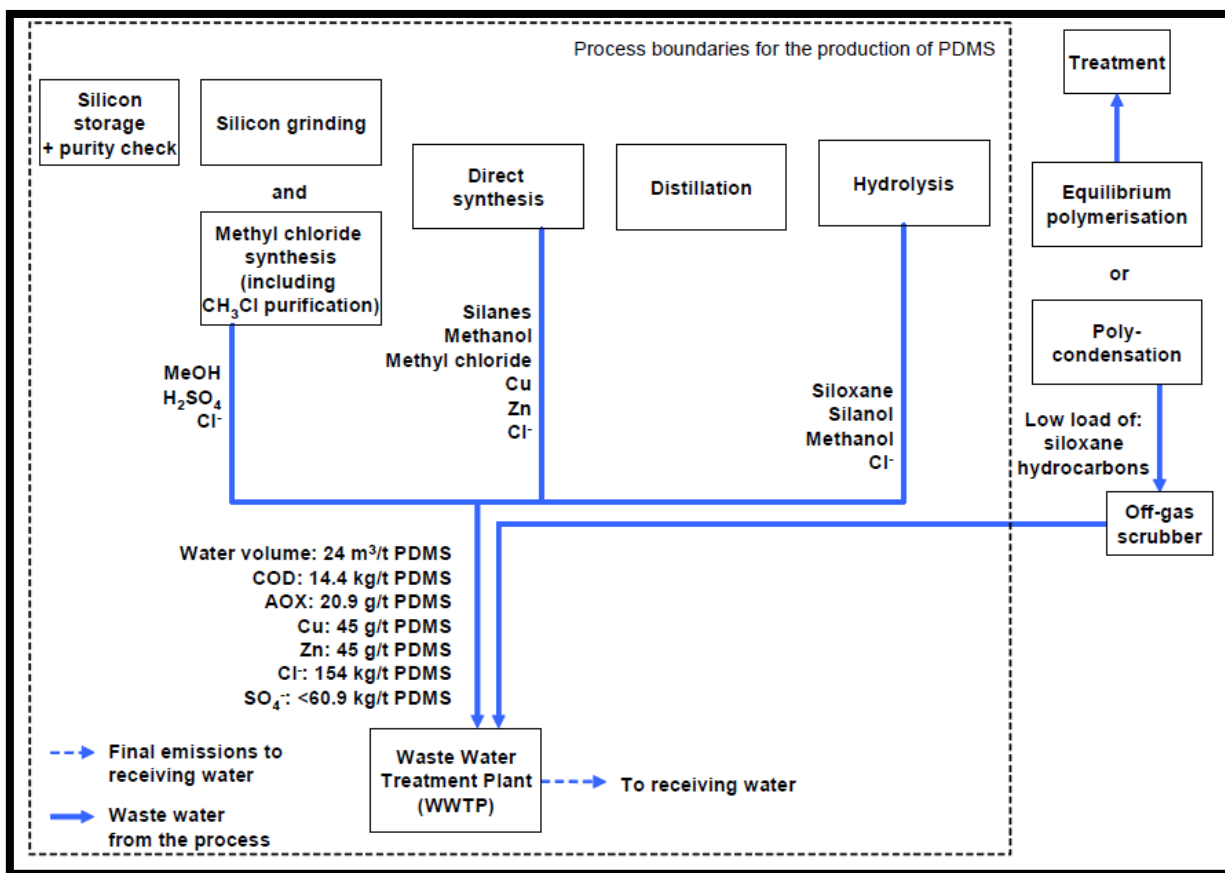 Process boundaries for the production of PDMS
Silicon
storage
+ purity check
Silicon grinding
and
Methyl chloride
synthesis
(including
CH₃Cl purification)
Direct
synthesis
Distillation
Hydrolysis
Treatment
Equilibrium
polymerisation
or
Poly-
condensation
MeOH
H₂SO₄
Cl⁻
Silanes
Methanol
Methyl chloride
Cu
Zn
Cl⁻
Siloxane
Silanol
Methanol
Cl⁻
Low load of:
siloxane
hydrocarbons
Off-gas
scrubber
Water volume: 24 m³/t PDMS
COD: 14.4 kg/t PDMS
AOX: 20.9 g/t PDMS
Cu: 45 g/t PDMS
Zn: 45 g/t PDMS
Cl⁻: 154 kg/t PDMS
SO₄⁻: <60.9 kg/t PDMS
Final emissions to
receiving water
Waste water
from the process
Waste Water
Treatment Plant
(WWTP)
To receiving water